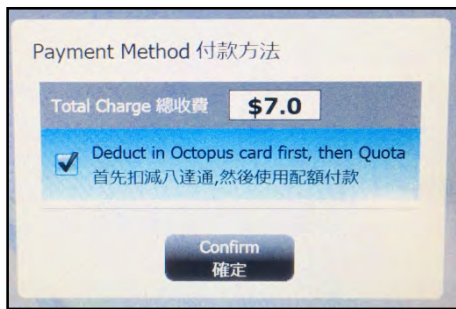 Payment Method 付款方法
Total Charge 總收費 $7.0
Deduct in Octopus card first, then Quota
首先扣減八達通,然後使用配額付款
Confirm
確定